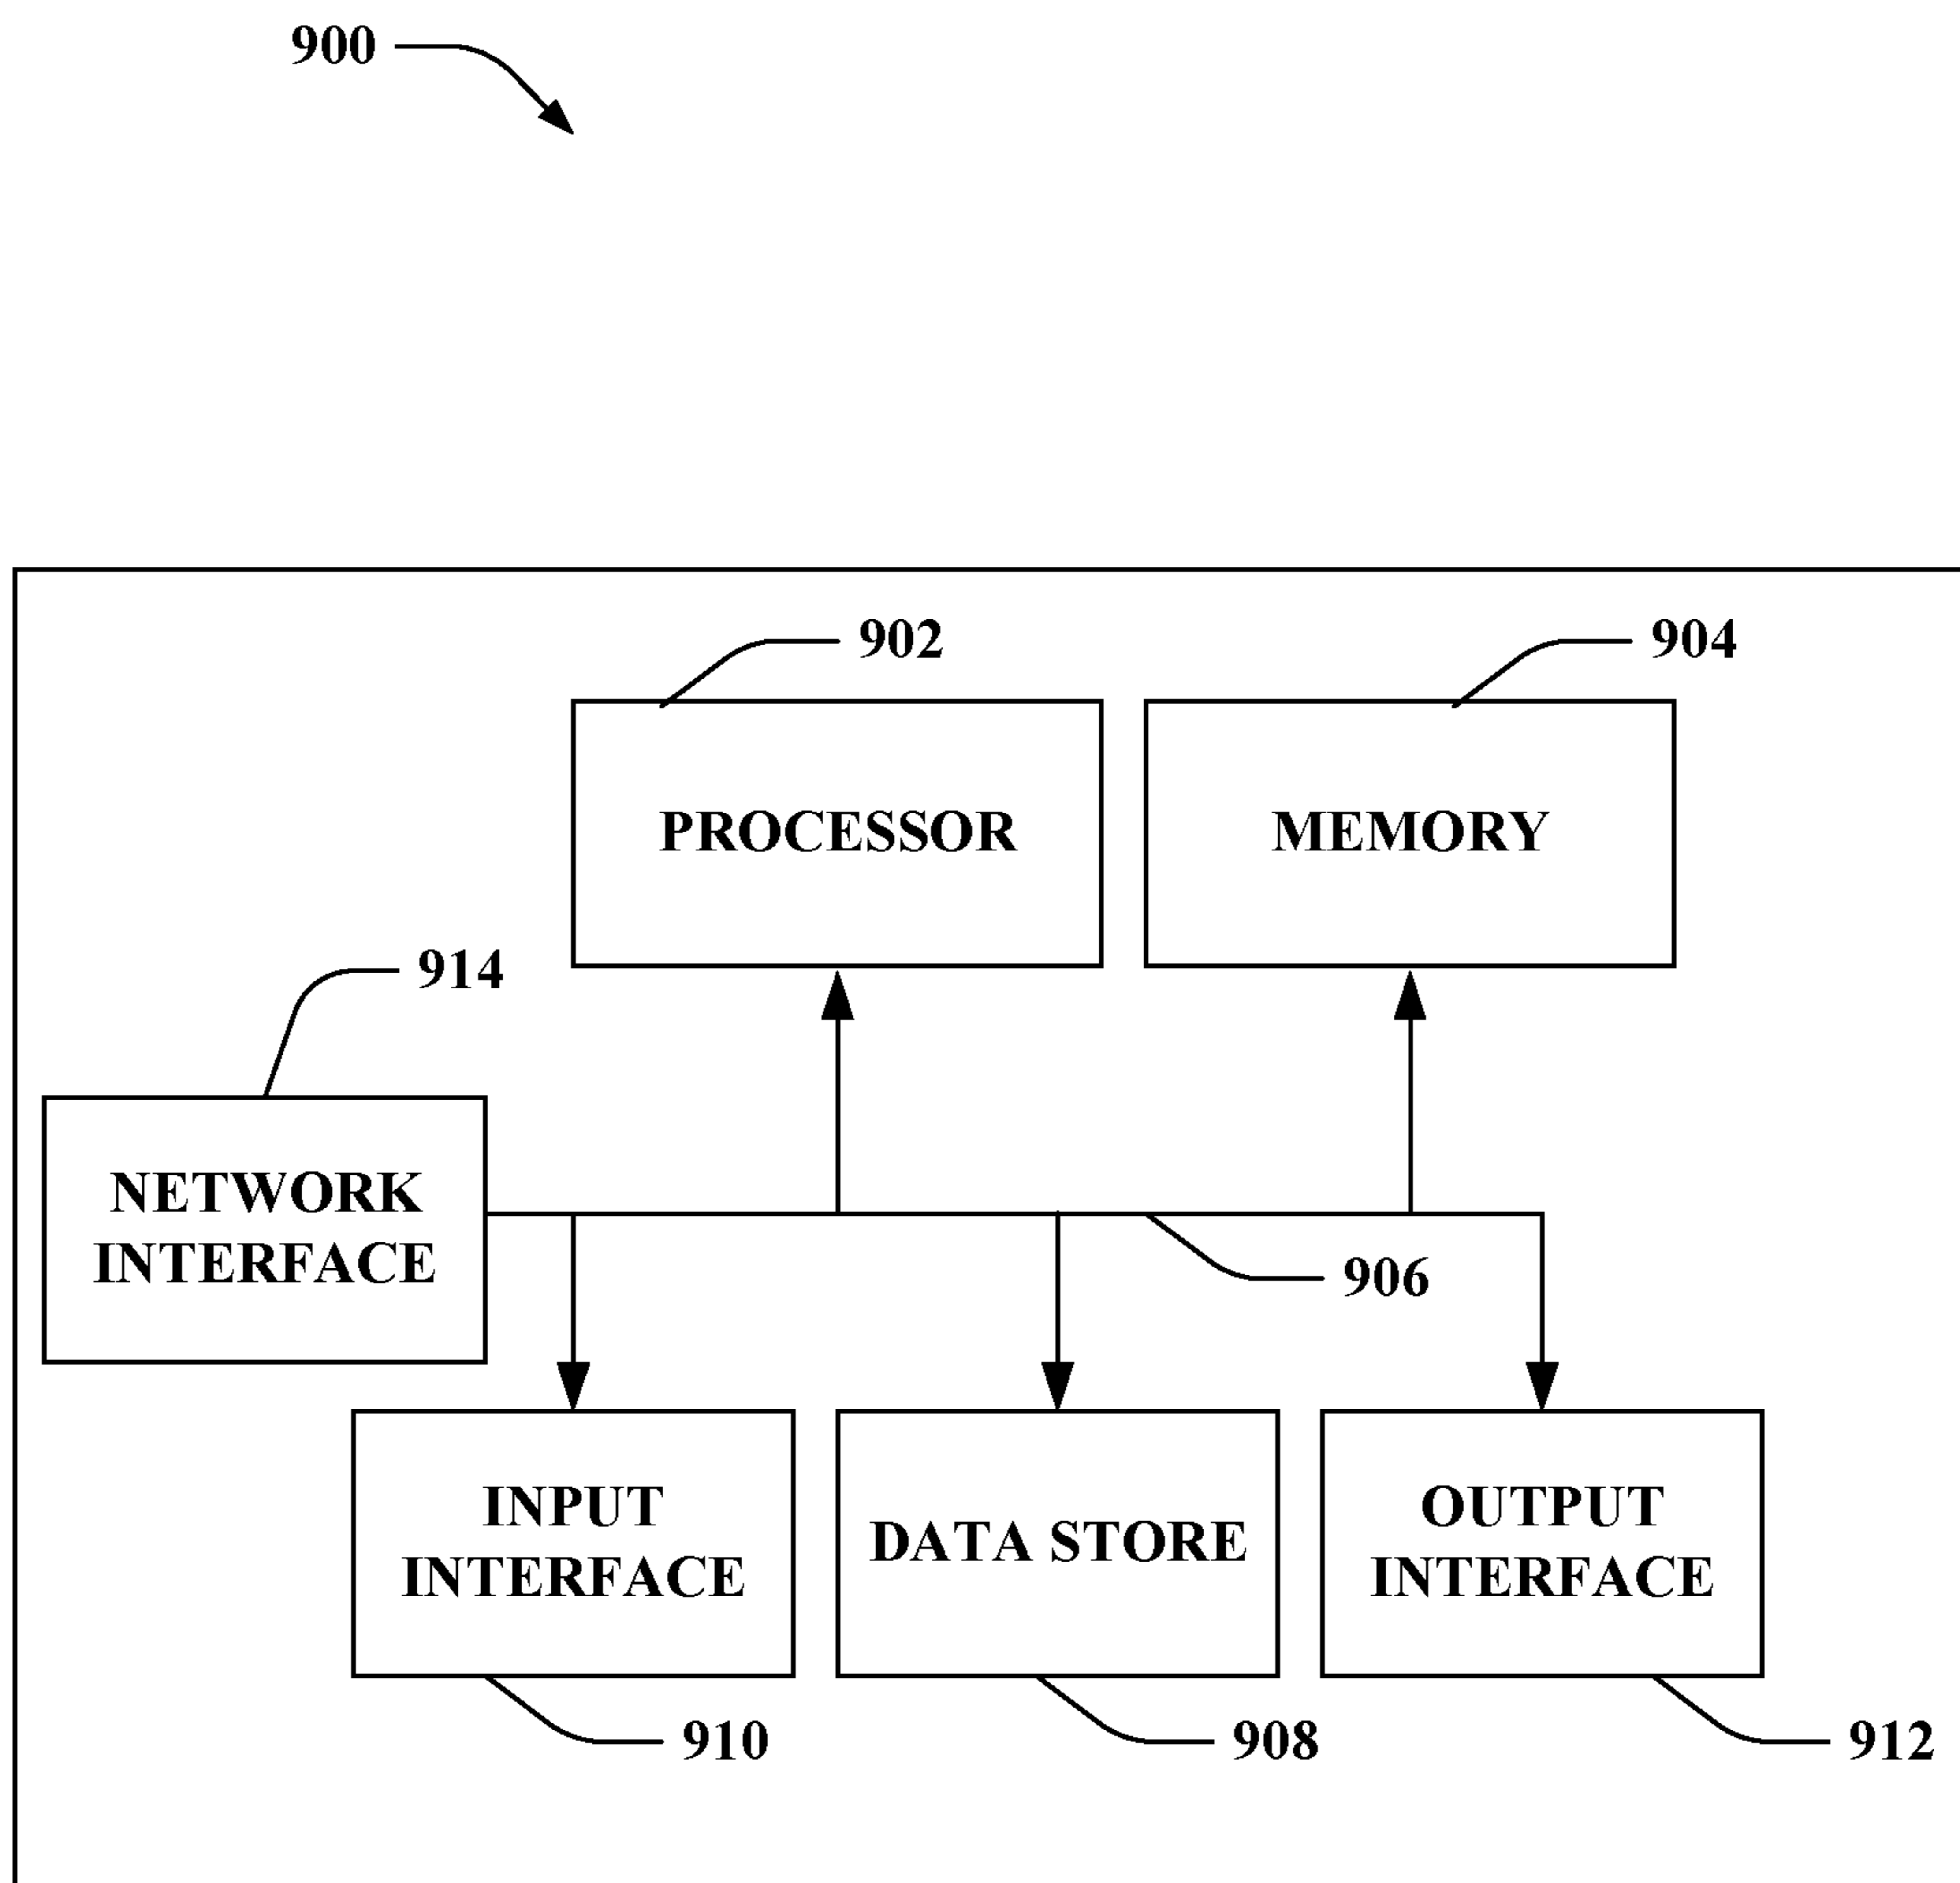 900
902
904
PROCESSOR
MEMORY
914
NETWORK
INTERFACE
906
INPUT
INTERFACE
DATA STORE
OUTPUT
INTERFACE
910
908
912